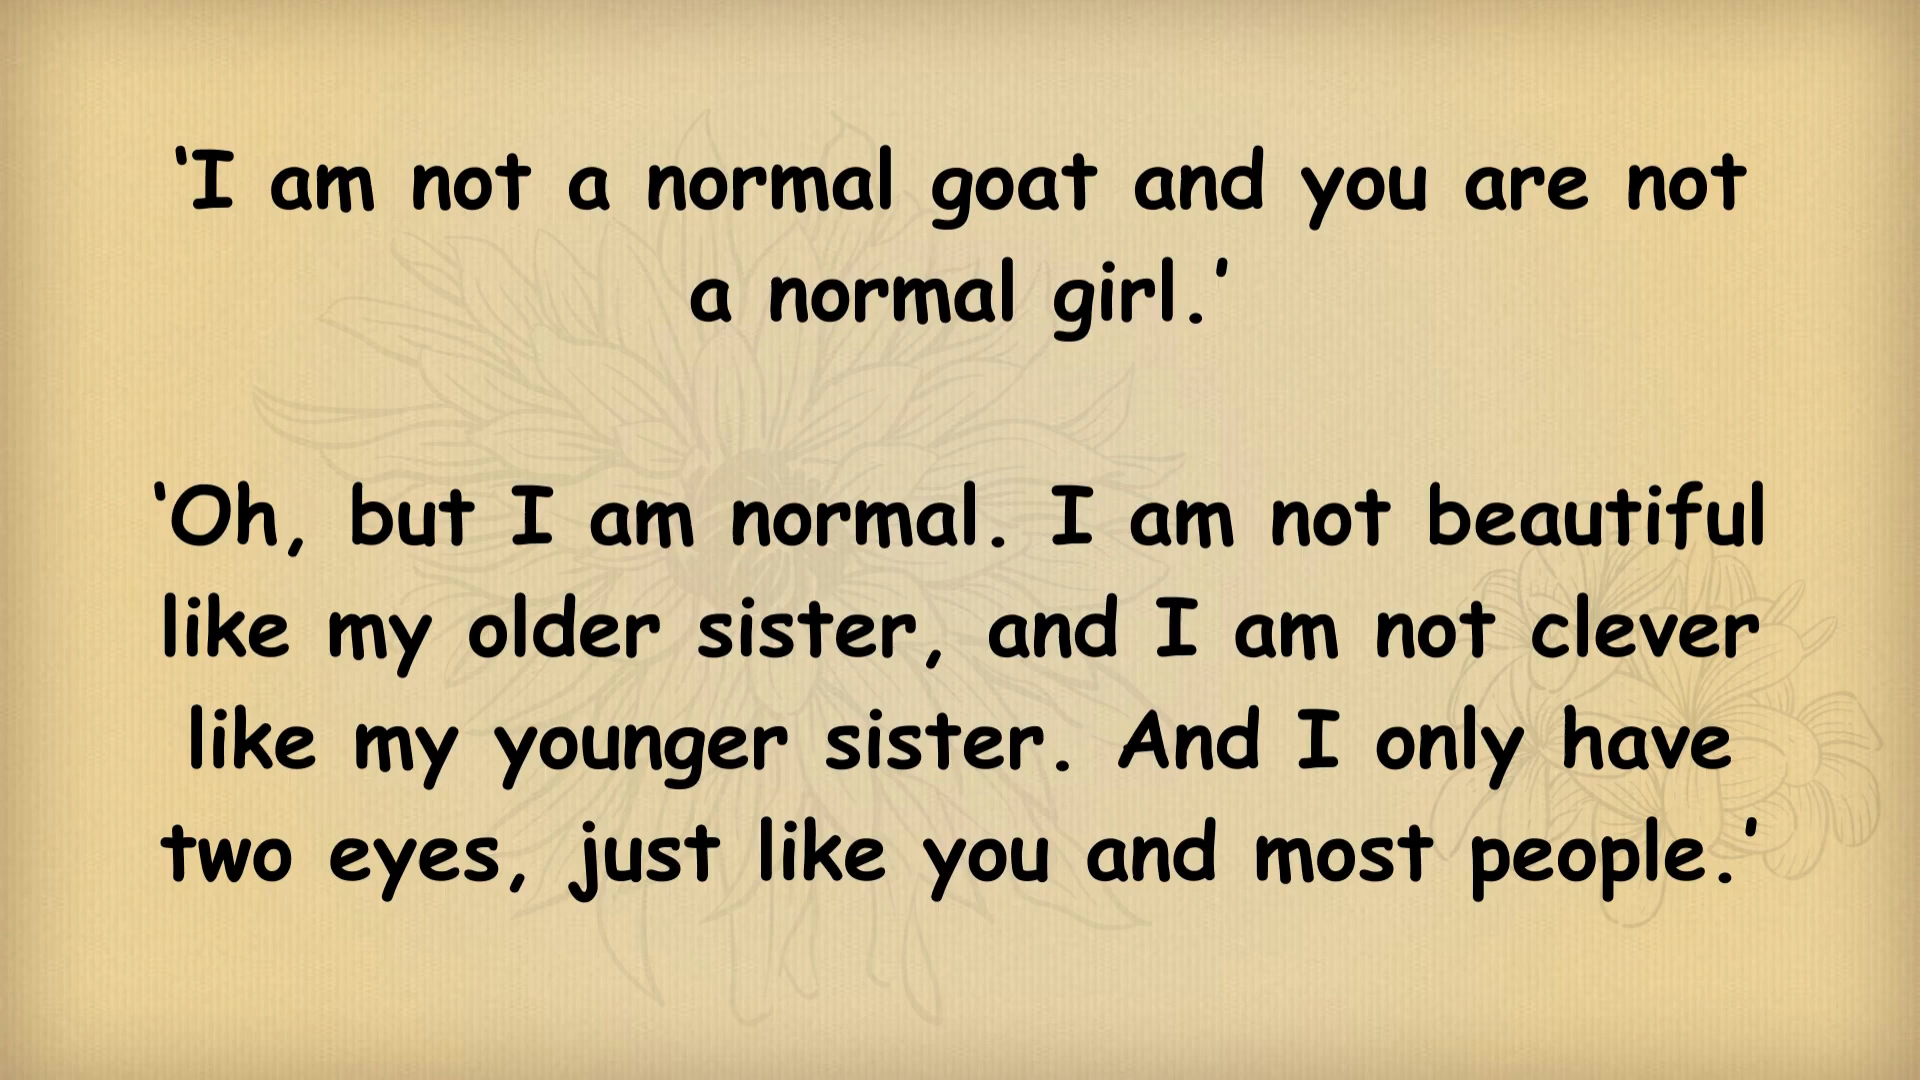 ‘I am not a normal goat and you are not
a normal girl.’
‘Oh, but I am normal. I am not beautiful
like my older sister, and I am not clever
like my younger sister. And I only have
two eyes, just like you and most people.’